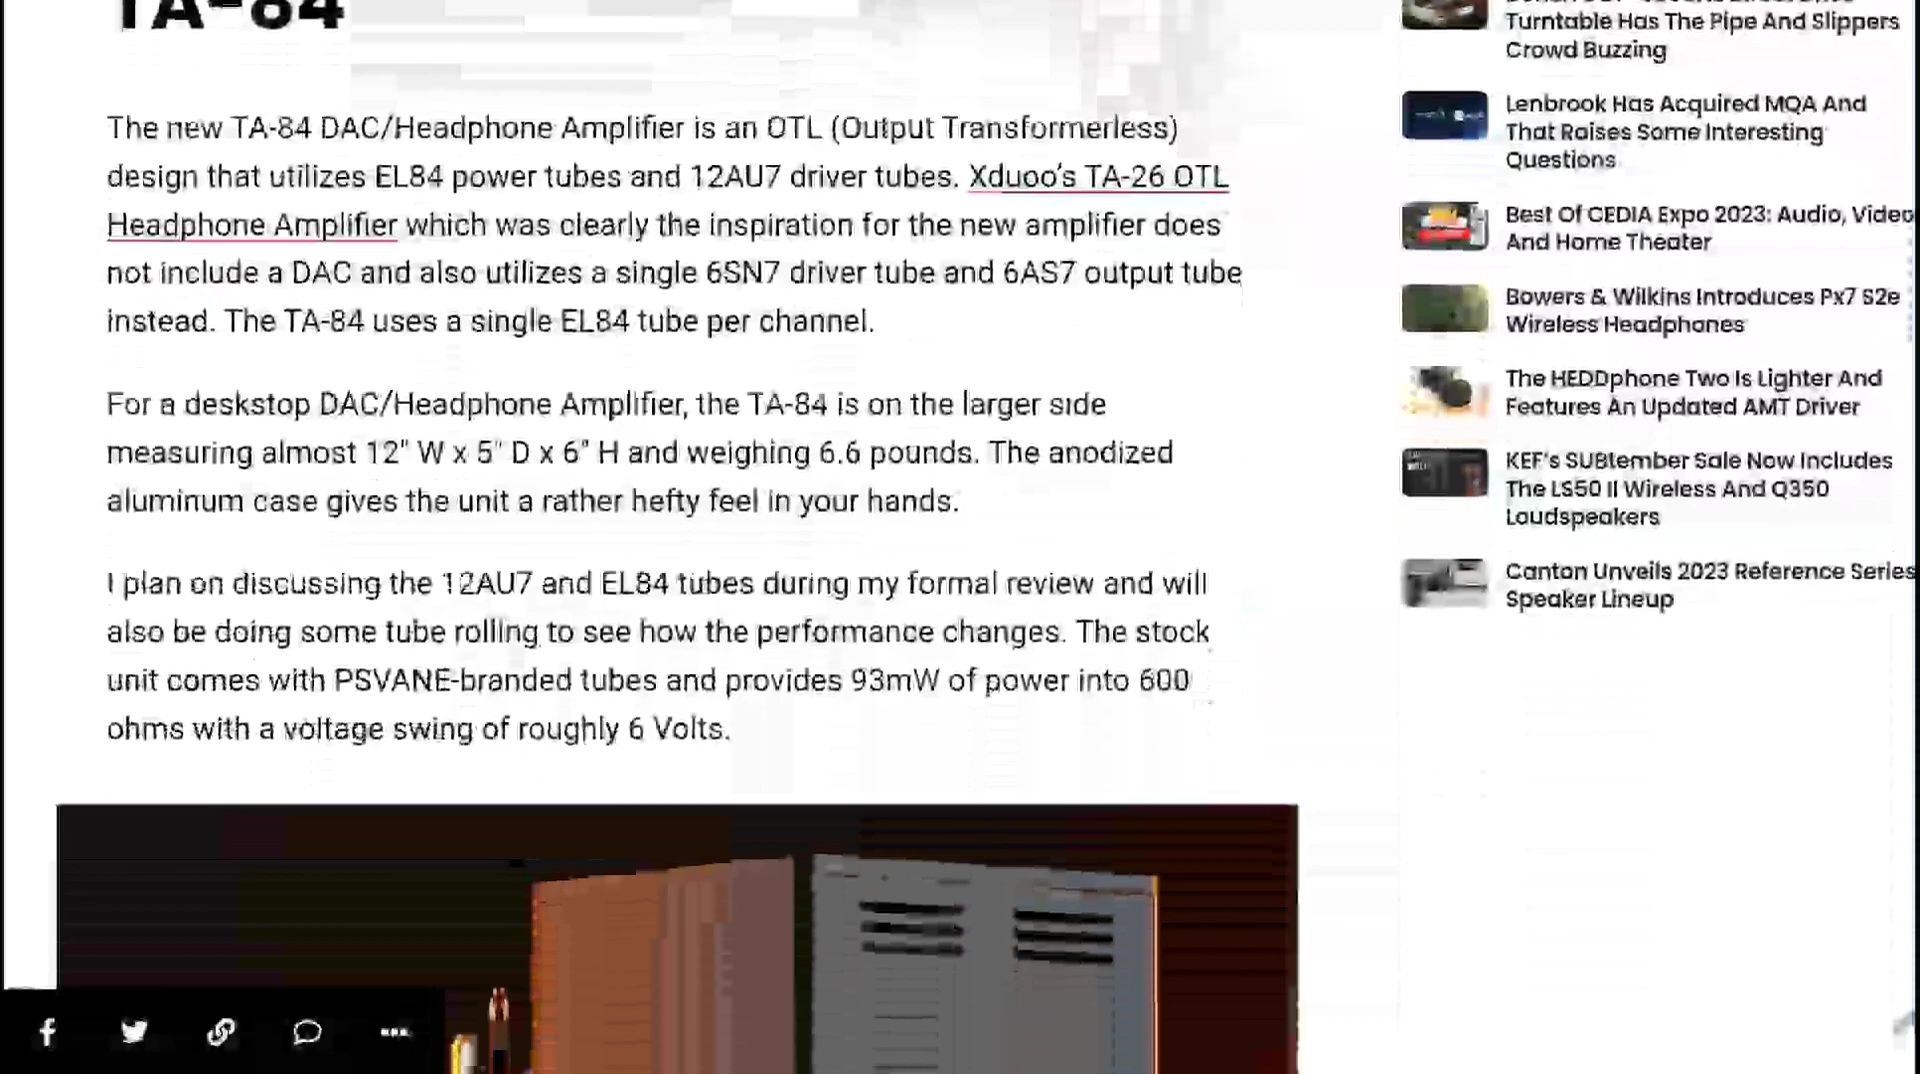 TA-84
The new TA-84 DAC/Headphone Amplifier is an OTL (Output Transformerless)
design that utilizes EL84 power tubes and 12AU7 driver tubes. Xduoo's TA-26 OTL
Headphone Amplifier which was clearly the inspiration for the new amplifier does
not include a DAC and also utilizes a single 6SN7 driver tube and 6AS7 output tube
instead. The TA-84 uses a single EL84 tube per channel.
For a deskstop DAC/Headphone Amplifier, the TA-84 is on the larger side
measuring almost 12" W x 5" D x 6" H and weighing 6.6 pounds. The anodized
aluminum case gives the unit a rather hefty feel in your hands.
I plan on discussing the 12AU7 and EL84 tubes during my formal review and will
also be doing some tube rolling to see how the performance changes. The stock
unit comes with PSVANE-branded tubes and provides 93mW of power into 600
ohms with a voltage swing of roughly 6 Volts.
Turntable Has The Pipe And Slippers
Crowd Buzzing
Lenbrook Has Acquired MQA And
That Raises Some Interesting
Questions
Best Of CEDIA Expo 2023: Audio, Video
And Home Theater
Bowers & Wilkins Introduces Px7 S2e
Wireless Headphones
The HEDDphone Two Is Lighter And
Features An Updated AMT Driver
KEF's SUBtember Sale Now Includes
The LS50 II Wireless And Q350
Loudspeakers
Canton Unveils 2023 Reference Series
Speaker Lineup